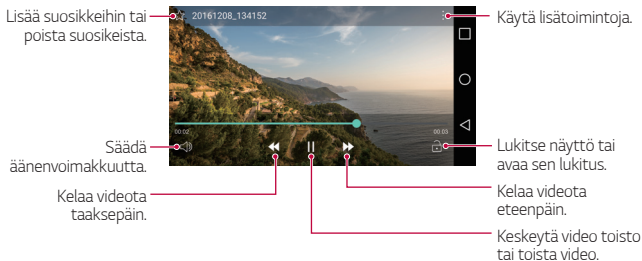 Lisää suosikkeihin tai
poista suosikeista.
20161208_134152
Käytä lisätoimintoja.
00:02
00:03
Säädä
äänenvoimakkuutta.
Lukitse näyttö tai
avaa sen lukitus.
Kelaa videota
taaksepäin.
Kelaa videota
eteenpäin.
Keskeytä video toisto
tai toista video.